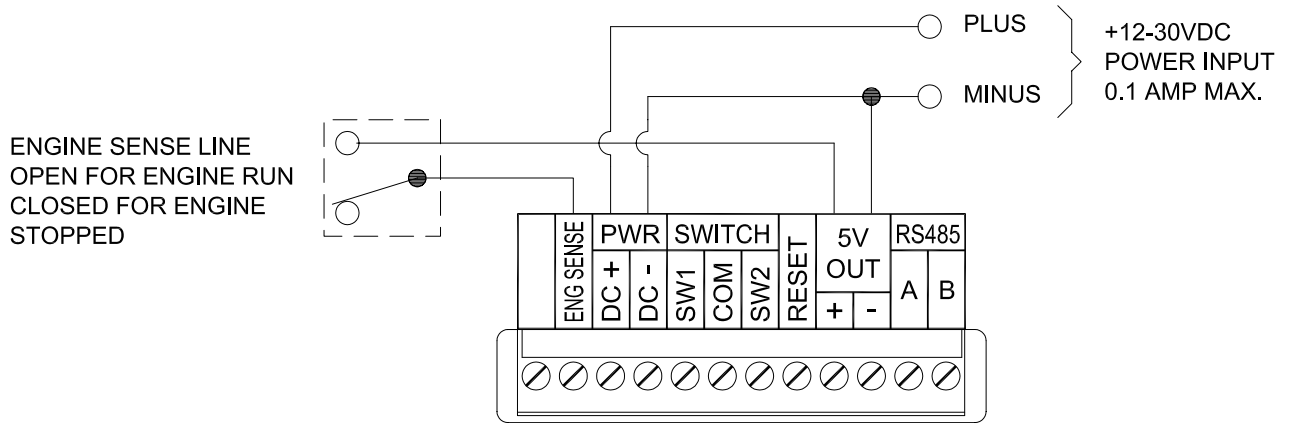 PLUS
MINUS
+12-30VDC
POWER INPUT
0.1 AMP MAX.
ENGINE SENSE LINE
OPEN FOR ENGINE RUN
CLOSED FOR ENGINE
STOPPED
ENG SENSE
PWR
DC +
DC -
SWITCH
SW1
COM
SW2
RESET
5V
OUT
+
-
RS485
A
B